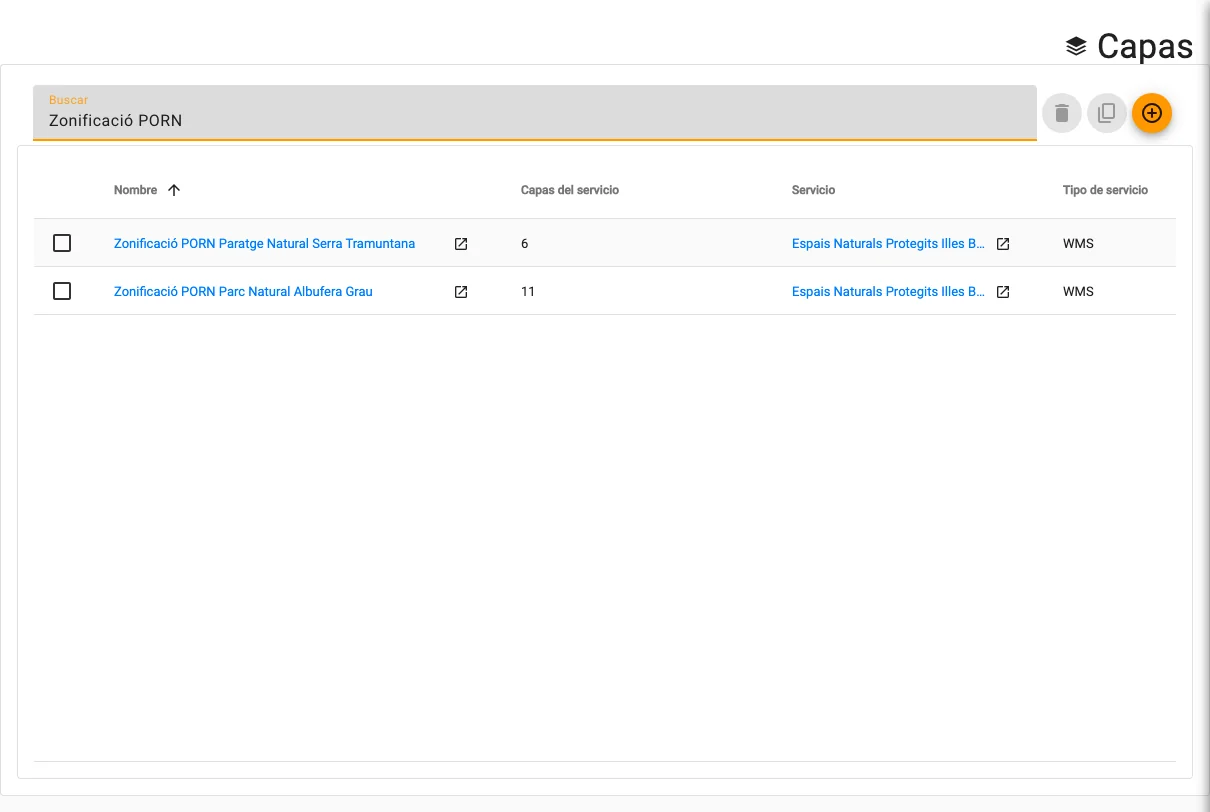 Capas
Buscar
Zonificació PORN
Nombre Capas del servicio Servicio Tipo de servicio
Zonificació PORN Paratge Natural Serra Tramuntana 6 Espais Naturals Protegits Illes B... WMS
Zonificació PORN Parc Natural Albufera Grau 11 Espais Naturals Protegits Illes B... WMS